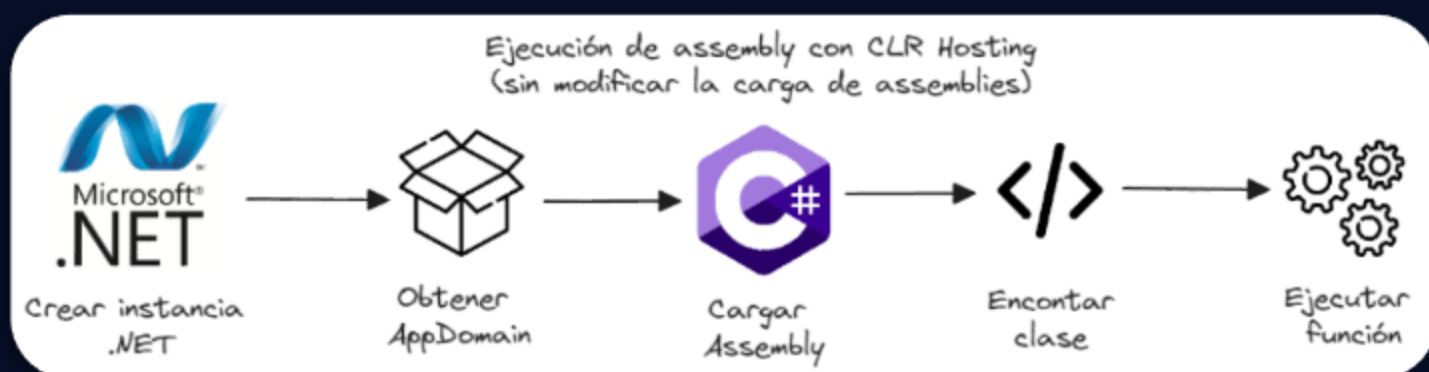 Ejecución de assembly con CLR Hosting
(sin modificar la carga de assemblies)
Microsoft®
.NET
C#
Crear instancia
.NET
Obtener
AppDomain
Cargar
Assembly
</>
Encontar
clase
Ejecutar
función